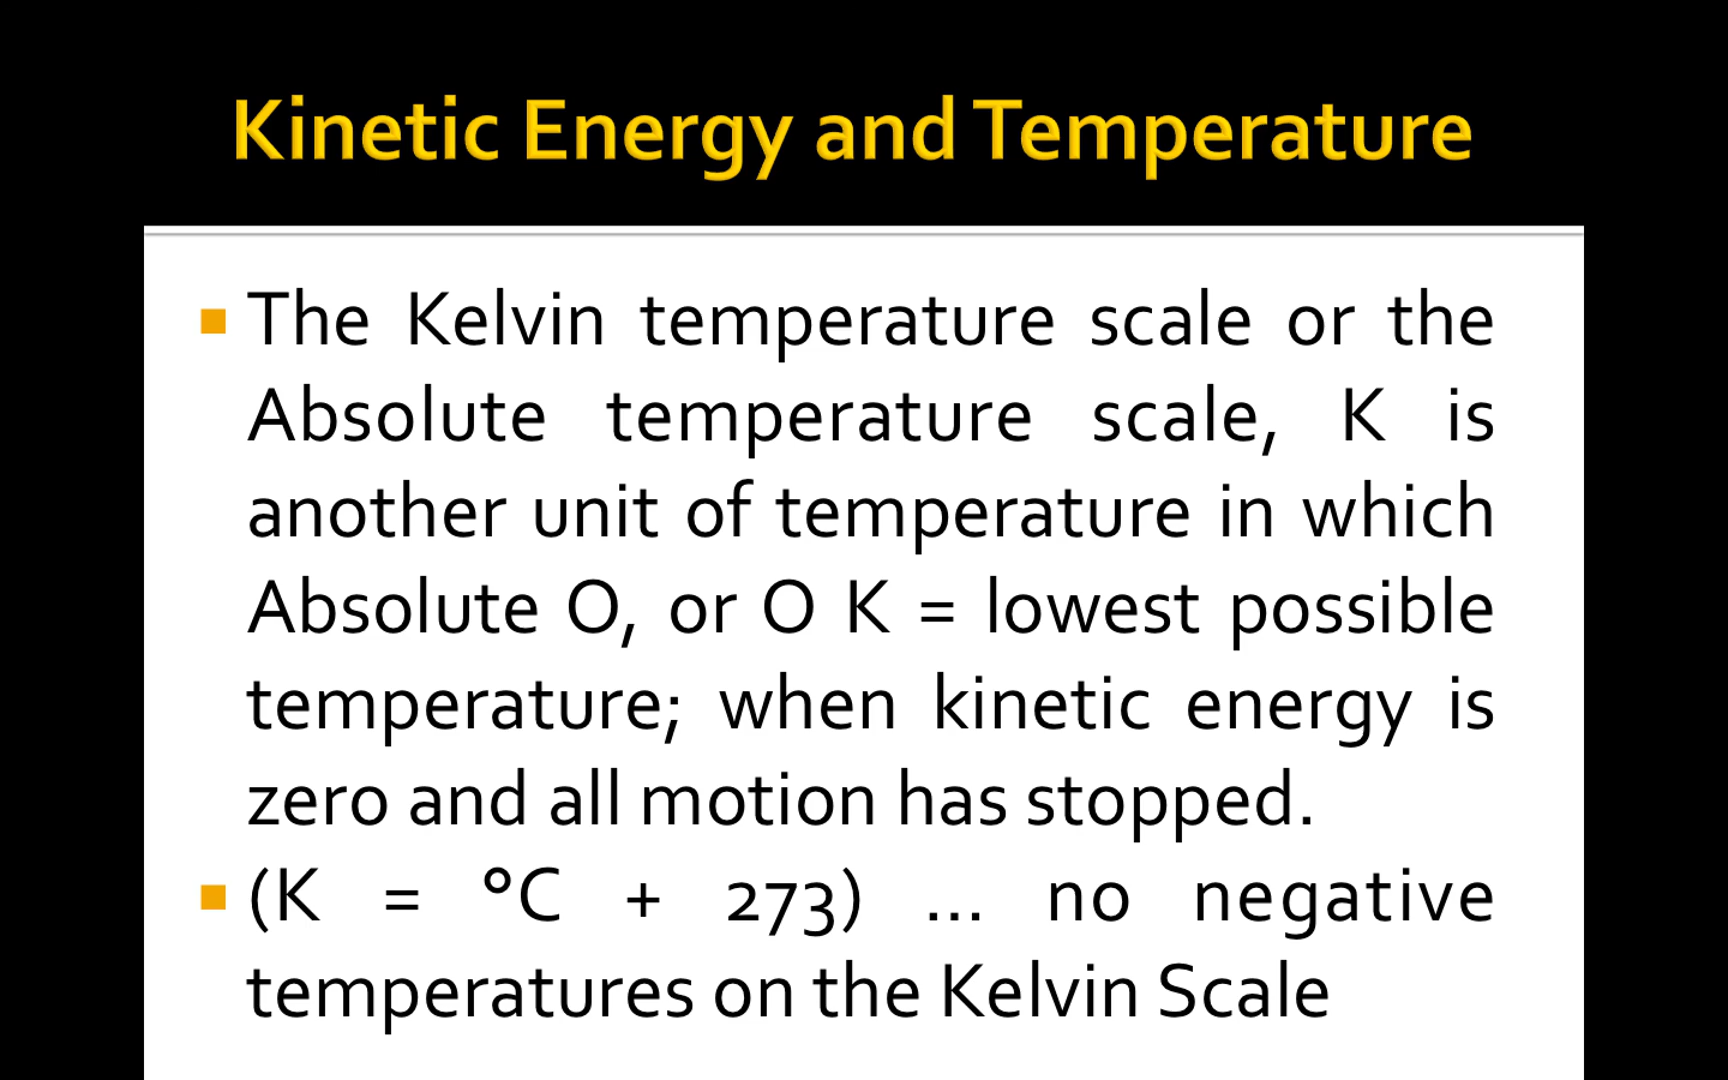 Kinetic Energy and Temperature
▪ The Kelvin temperature scale or the
Absolute temperature scale, K is
another unit of temperature in which
Absolute O, or O K = lowest possible
temperature; when kinetic energy is
zero and all motion has stopped.
▪ (K = °C + 273) … no negative
temperatures on the Kelvin Scale